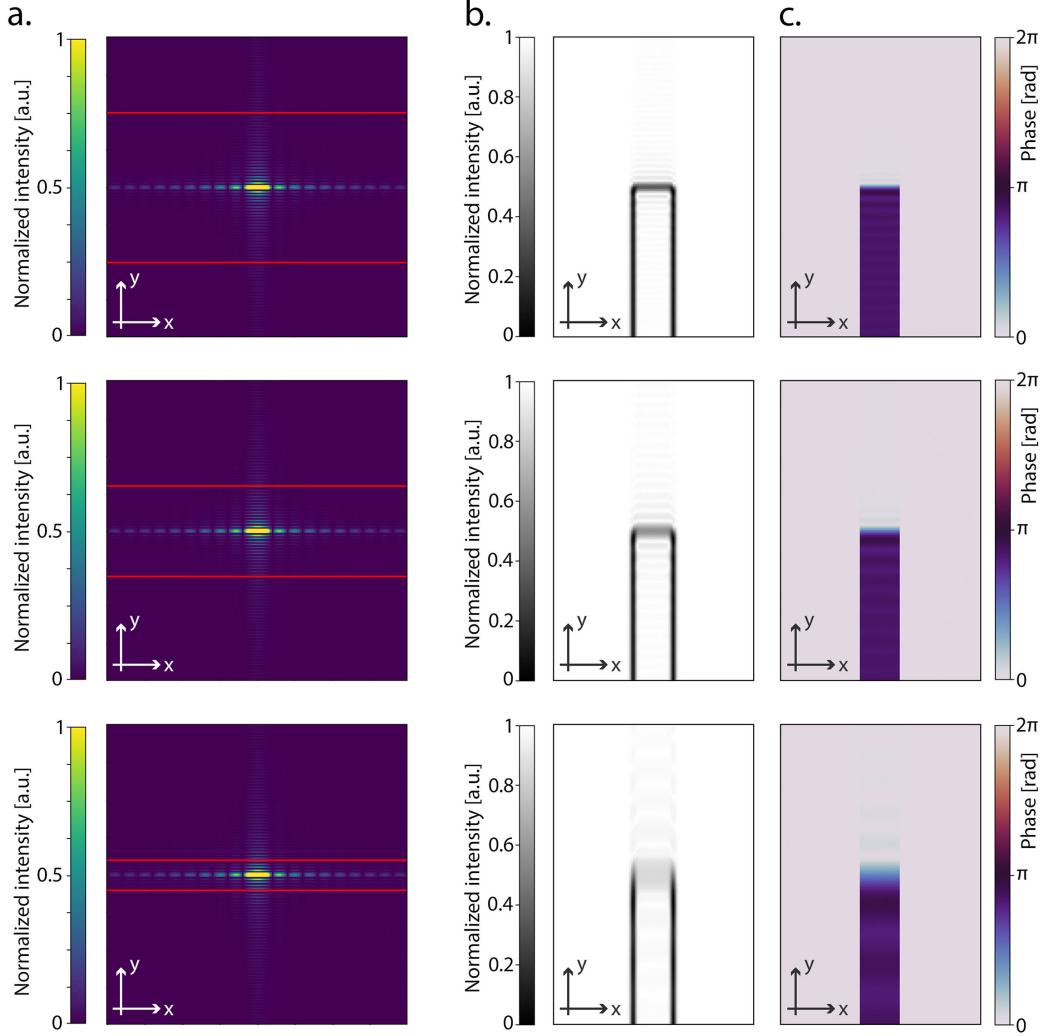 a.
b.
c.
Normalized intensity [a.u.]
1
0.5
0
y
x
Normalized intensity [a.u.]
1
0.8
0.6
0.4
0.2
0
y
x
y
x
2π
π
0
Phase [rad]
Normalized intensity [a.u.]
1
0.5
0
y
x
Normalized intensity [a.u.]
1
0.8
0.6
0.4
0.2
0
y
x
y
x
2π
π
0
Phase [rad]
Normalized intensity [a.u.]
1
0.5
0
y
x
Normalized intensity [a.u.]
1
0.8
0.6
0.4
0.2
0
y
x
y
x
2π
π
0
Phase [rad]